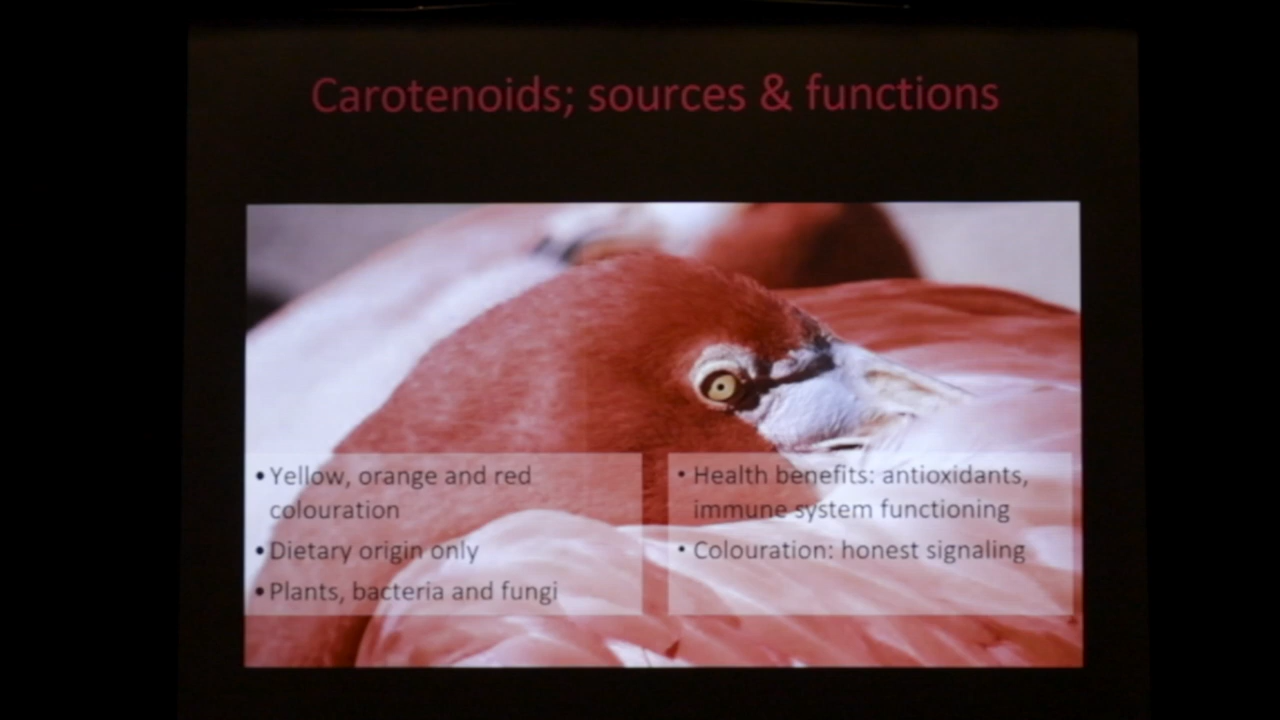 Carotenoids; sources & functions
• Yellow, orange and red
colouration
• Dietary origin only
• Plants, bacteria and fungi
• Health benefits: antioxidants,
immune system functioning
• Colouration: honest signaling